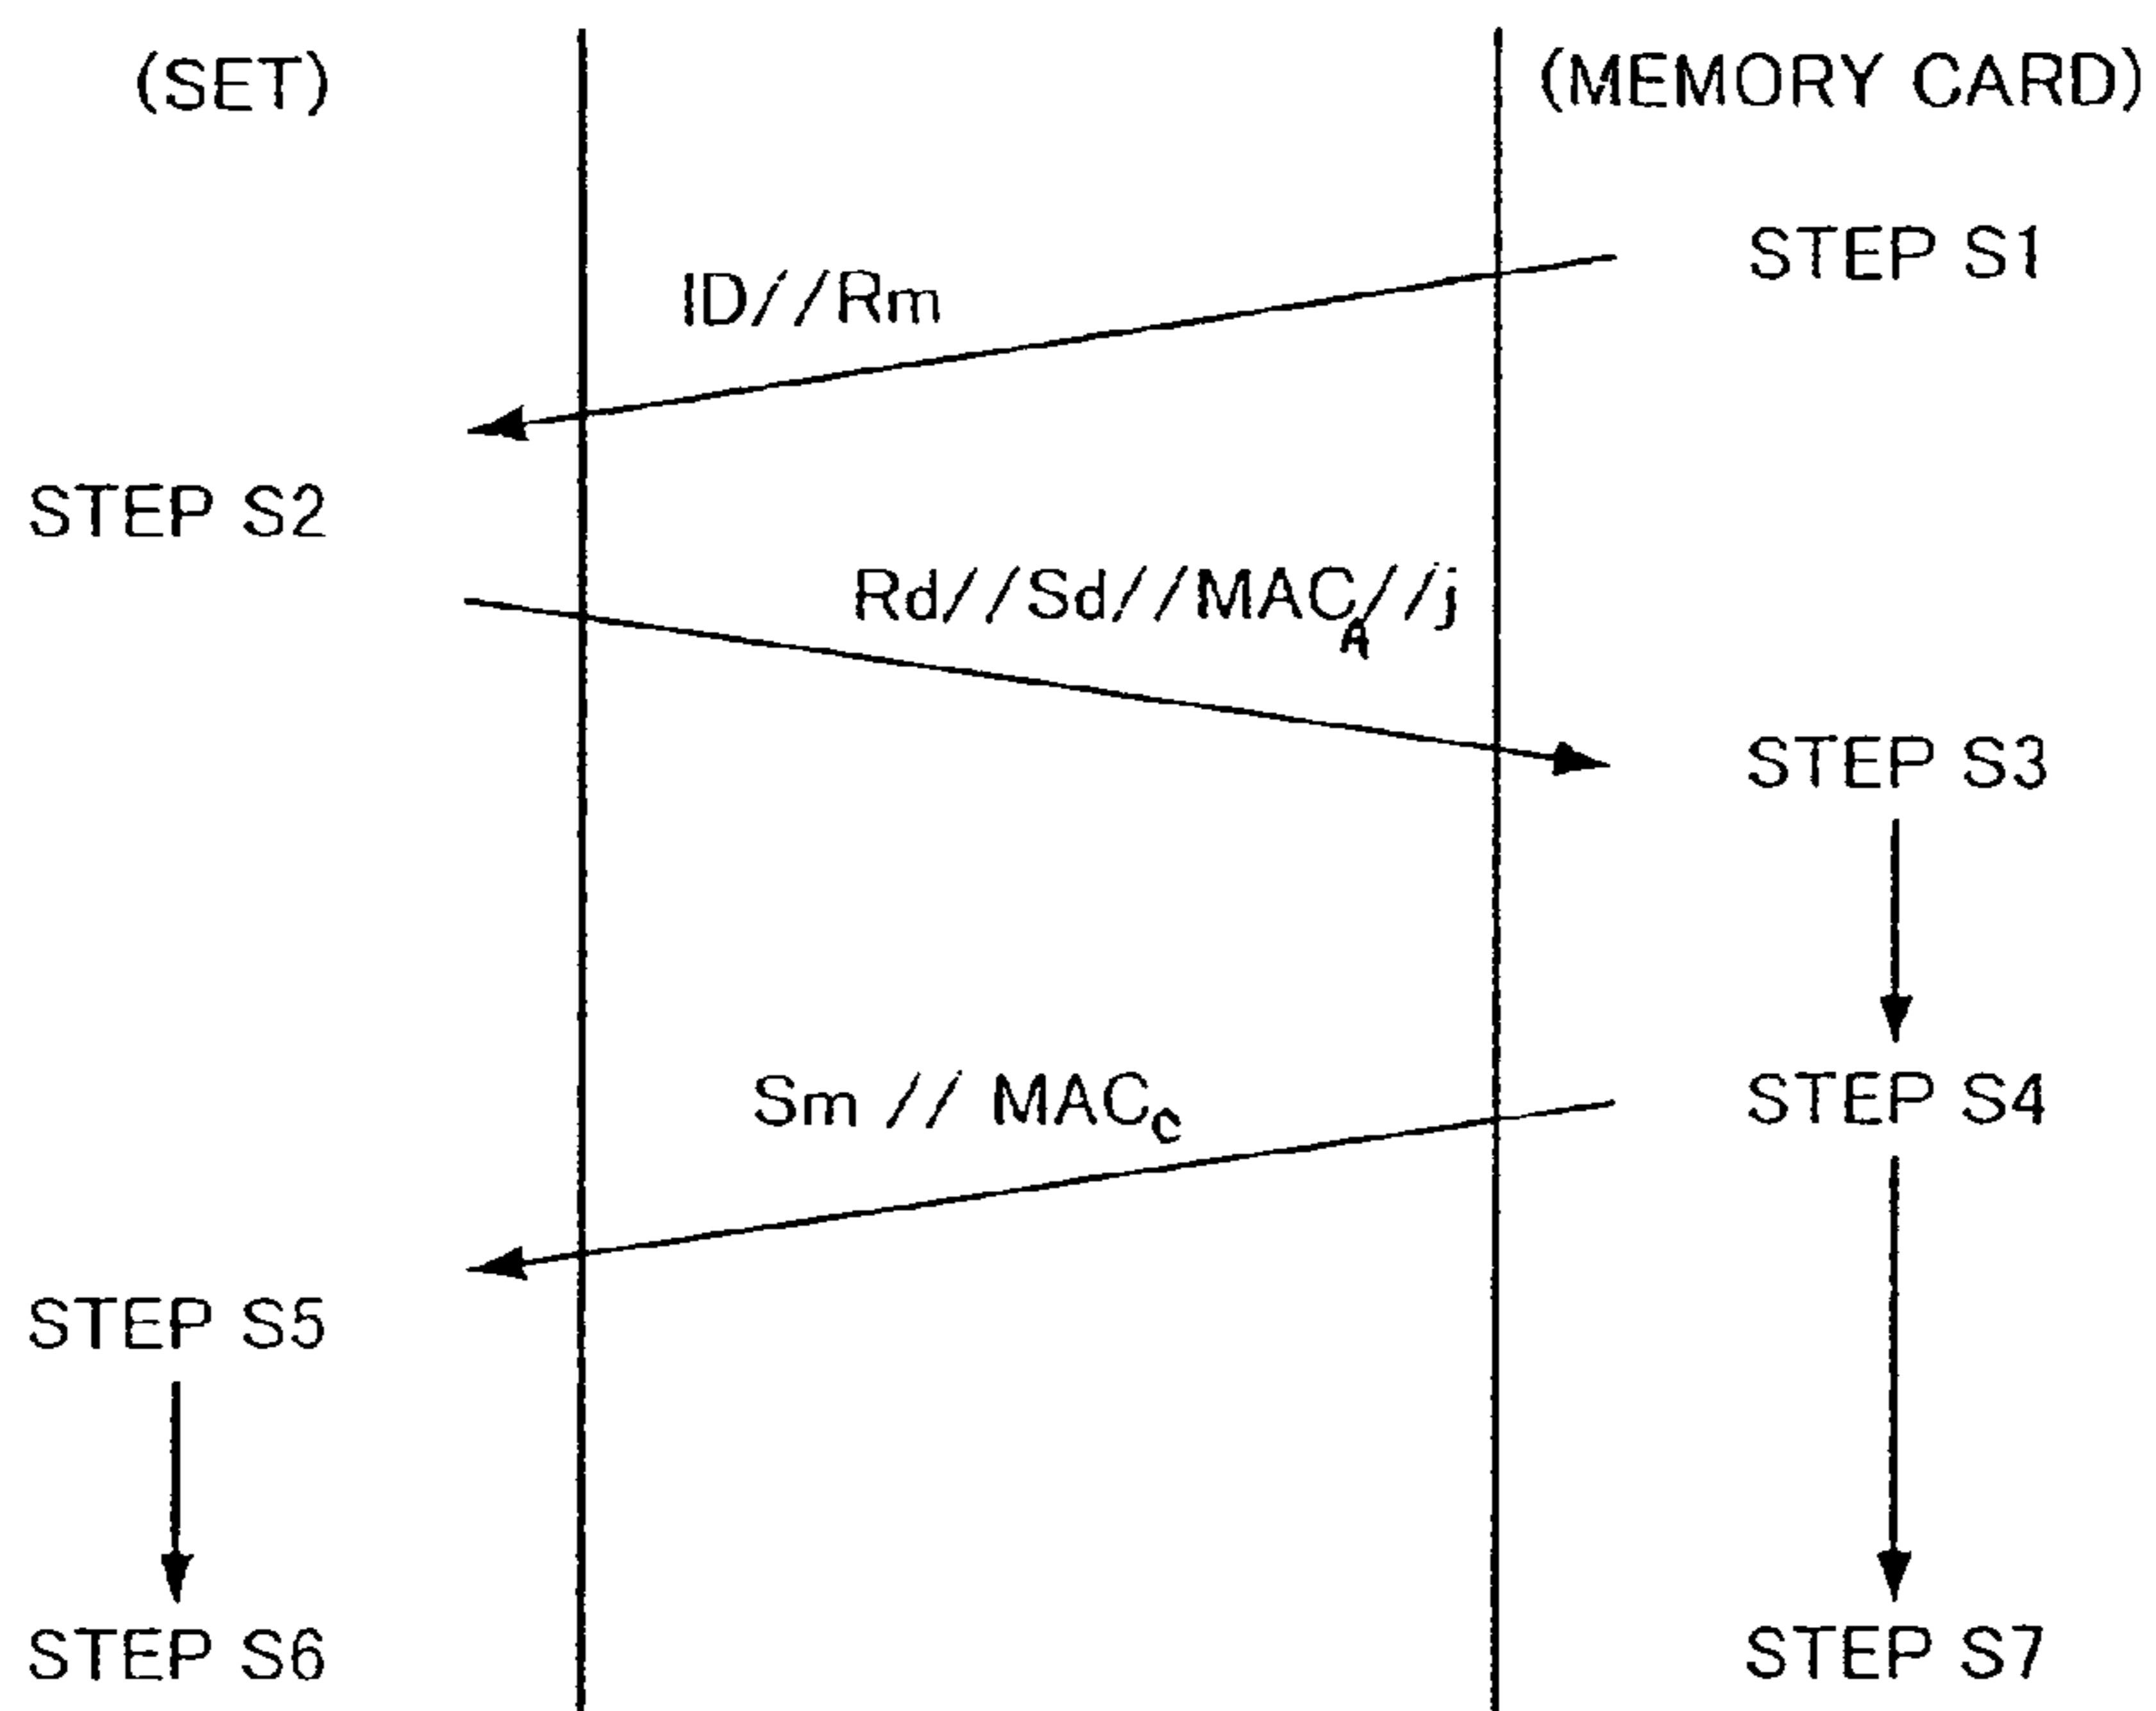 (SET) (MEMORY CARD)
STEP S1
ID//Rm
STEP S2
Rd//Sd//MAC_A//j
STEP S3
Sm // MAC_C
STEP S4
STEP S5
STEP S6 STEP S7